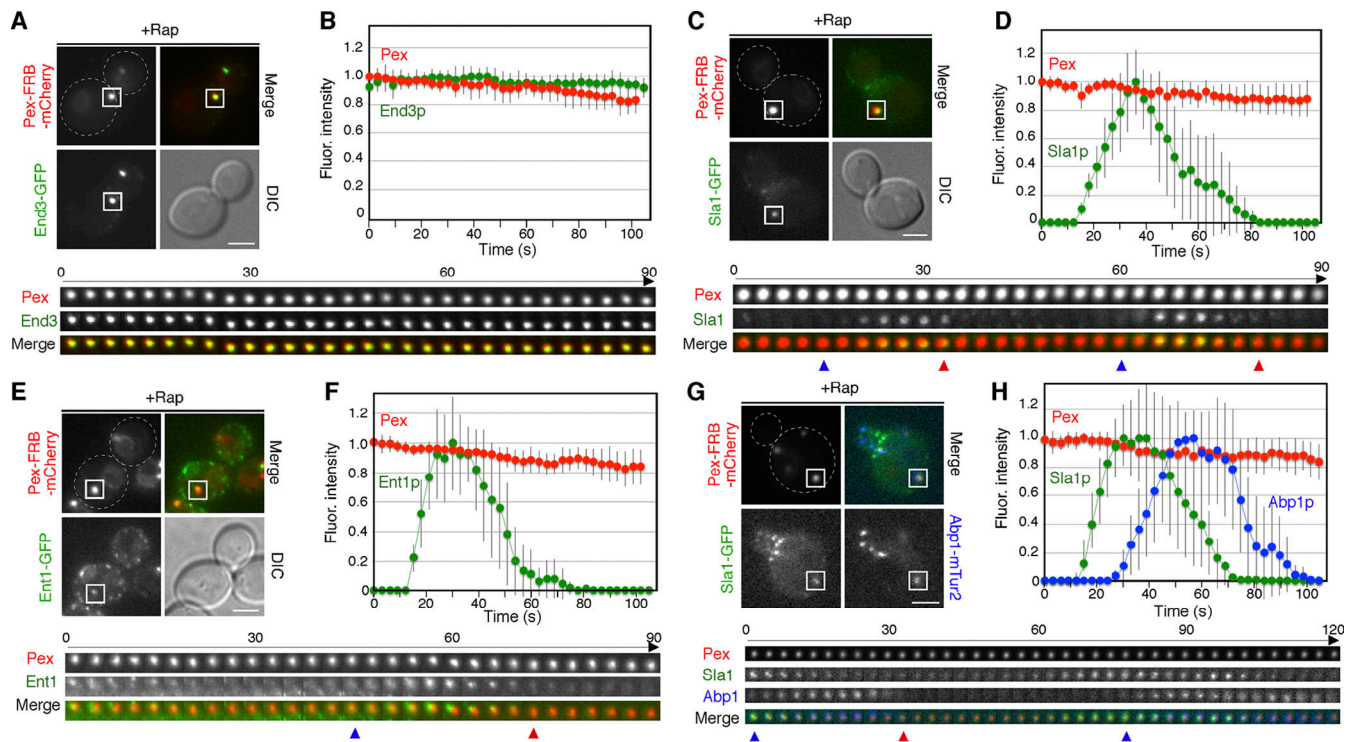 A
+Rap
Pex-FRB
-mCherry
Merge
End3-GFP
DIC
B
Fluor. intensity
1.2
1.0
0.8
0.6
0.4
0.2
0
Pex
End3p
0 20 40 60 80 100
Time (s)
0 30 60 90
Pex
End3
Merge
C
+Rap
Pex-FRB
-mCherry
Merge
Sla1-GFP
DIC
D
Fluor. intensity
1.2
1.0
0.8
0.6
0.4
0.2
0
Pex
Sla1p
0 20 40 60 80 100
Time (s)
0 30 60 90
Pex
Sla1
Merge
E
+Rap
Pex-FRB
-mCherry
Merge
Ent1-GFP
DIC
F
Fluor. intensity
1.2
1.0
0.8
0.6
0.4
0.2
0
Pex
Ent1p
0 20 40 60 80 100
Time (s)
0 30 60 90
Pex
Ent1
Merge
G
+Rap
Pex-FRB
-mCherry
Merge
Sla1-GFP
Abp1-mTur2
H
Fluor. intensity
1.2
1.0
0.8
0.6
0.4
0.2
0
Pex
Sla1p
Abp1p
0 20 40 60 80 100
Time (s)
0 30 60 90 120
Pex
Sla1
Abp1
Merge